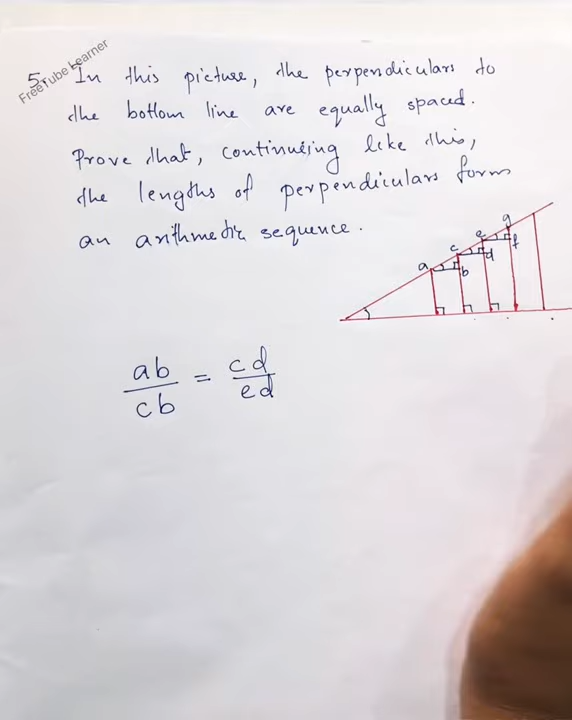 5. In this picture, the perpendiculars to
FreeTube Learner
the bottom line are equally spaced.
Prove that, continuing like this,
the lengths of perpendiculars form
an arithmetic sequence.
g
e
f
c
d
a
b
ab/cb = cd/ed